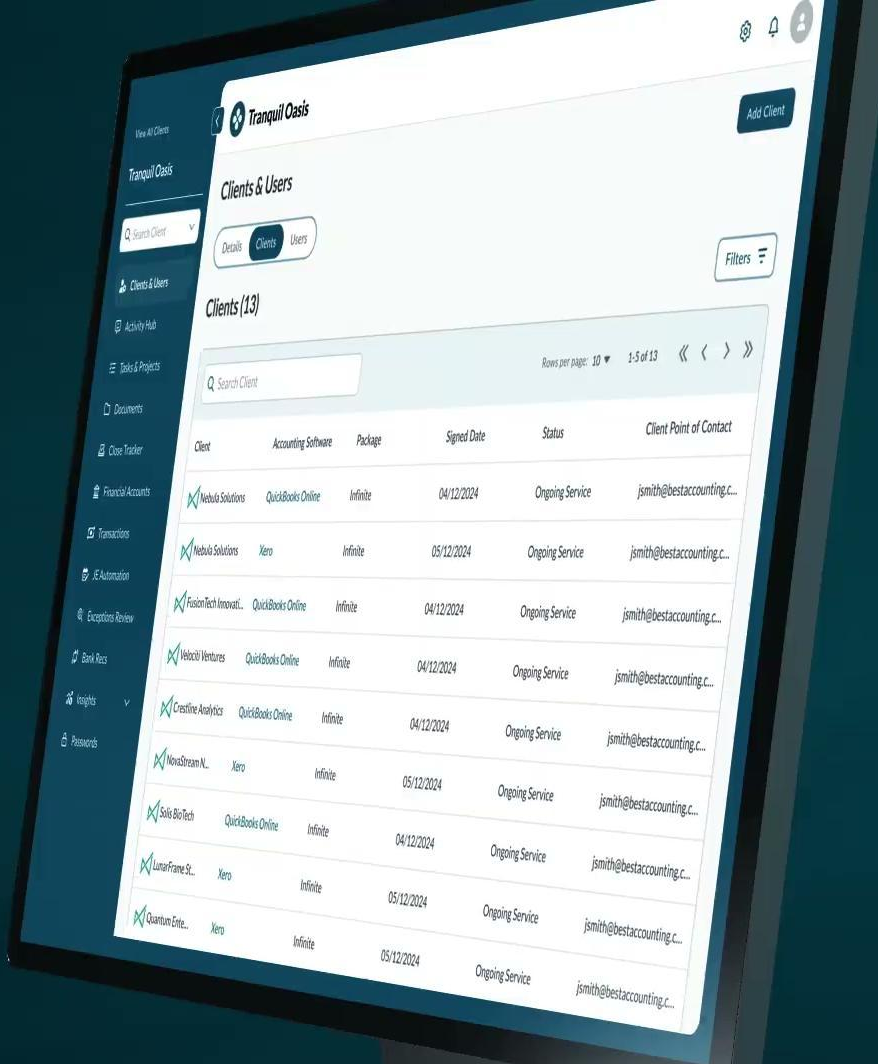 View All Clients
Tranquil Oasis
Search Client
Clients & Users
Activity Hub
Tasks & Projects
Documents
Close Tracker
Financial Accounts
Transactions
JE Automation
Exceptions Review
Bank Recs
Insights
Passwords
Tranquil Oasis
Add Client
Clients & Users
Details Clients Users
Filters
Clients (13)
Search Client
Rows per page: 10 1-5 of 13
Client Accounting Software Package Signed Date Status Client Point of Contact
Nebula Solutions QuickBooks Online Infinite 04/12/2024 Ongoing Service jsmith@bestaccounting.c...
Nebula Solutions Xero Infinite 05/12/2024 Ongoing Service jsmith@bestaccounting.c...
FusionTech Innovati.. QuickBooks Online Infinite 04/12/2024 Ongoing Service jsmith@bestaccounting.c...
Velociti Ventures QuickBooks Online Infinite 04/12/2024 Ongoing Service jsmith@bestaccounting.c...
Crestline Analytics QuickBooks Online Infinite 04/12/2024 Ongoing Service jsmith@bestaccounting.c...
NovaStream N... Xero Infinite 05/12/2024 Ongoing Service jsmith@bestaccounting.c...
Solis BioTech QuickBooks Online Infinite 04/12/2024 Ongoing Service jsmith@bestaccounting.c...
LunarFrame St... Xero Infinite 05/12/2024 Ongoing Service jsmith@bestaccounting.c...
Quantum Ente... Xero Infinite 05/12/2024 Ongoing Service jsmith@bestaccounting.c...